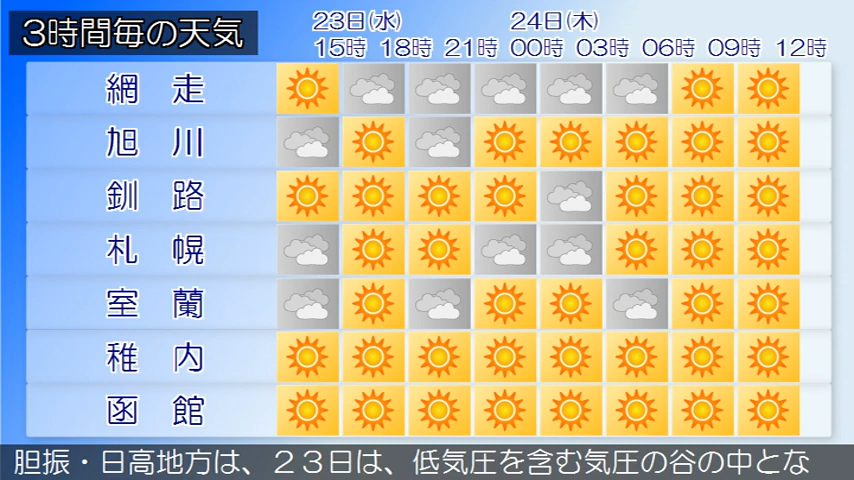 3時間毎の天気
23日(水) 24日(木)
15時 18時 21時 00時 03時 06時 09時 12時
網 走
旭 川
釧 路
札 幌
室 蘭
稚 内
函 館
胆振・日高地方は、２３日は、低気圧を含む気圧の谷の中とな